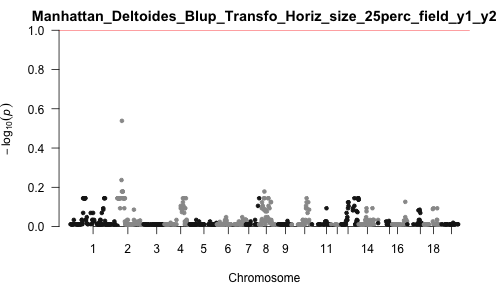 Manhattan_Deltoides_Blup_Transfo_Horiz_size_25perc_field_y1_y2
1.0
0.8
0.6
0.4
0.2
0.0
− log10(p)
1 2 3 4 5 6 7 8 9 11 14 16 18
Chromosome